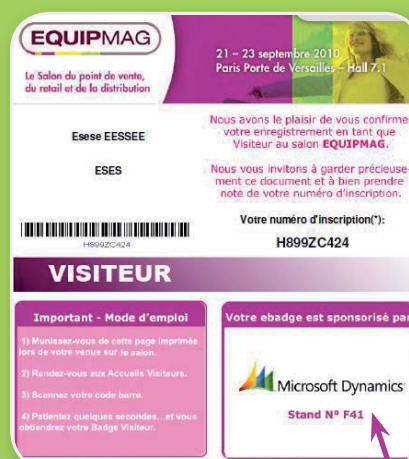 EQUIPMAG
Le Salon du point de vente,
du retail et de la distribution
21 – 23 septembre 2010
Paris Porte de Versailles – Hall 7.1
Esese EESSEE
ESES
H899ZC424
Nous avons le plaisir de vous confirme
votre enregistrement en tant que
Visiteur au salon EQUIPMAG.
Nous vous invitons à garder précieuse-
ment ce document et à bien prendre
note de votre numéro d'inscription.
Votre numéro d'inscription(*):
H899ZC424
VISITEUR
Important - Mode d'emploi
1) Munissez-vous de cette page imprimée
lors de votre venue sur le salon.
2) Rendez-vous aux Accueils Visiteurs.
3) Scannez votre code barre.
4) Patientez quelques secondes...et vous
obtiendrez votre Badge Visiteur.
Votre ebadge est sponsorisé par
Microsoft Dynamics
Stand N° F41